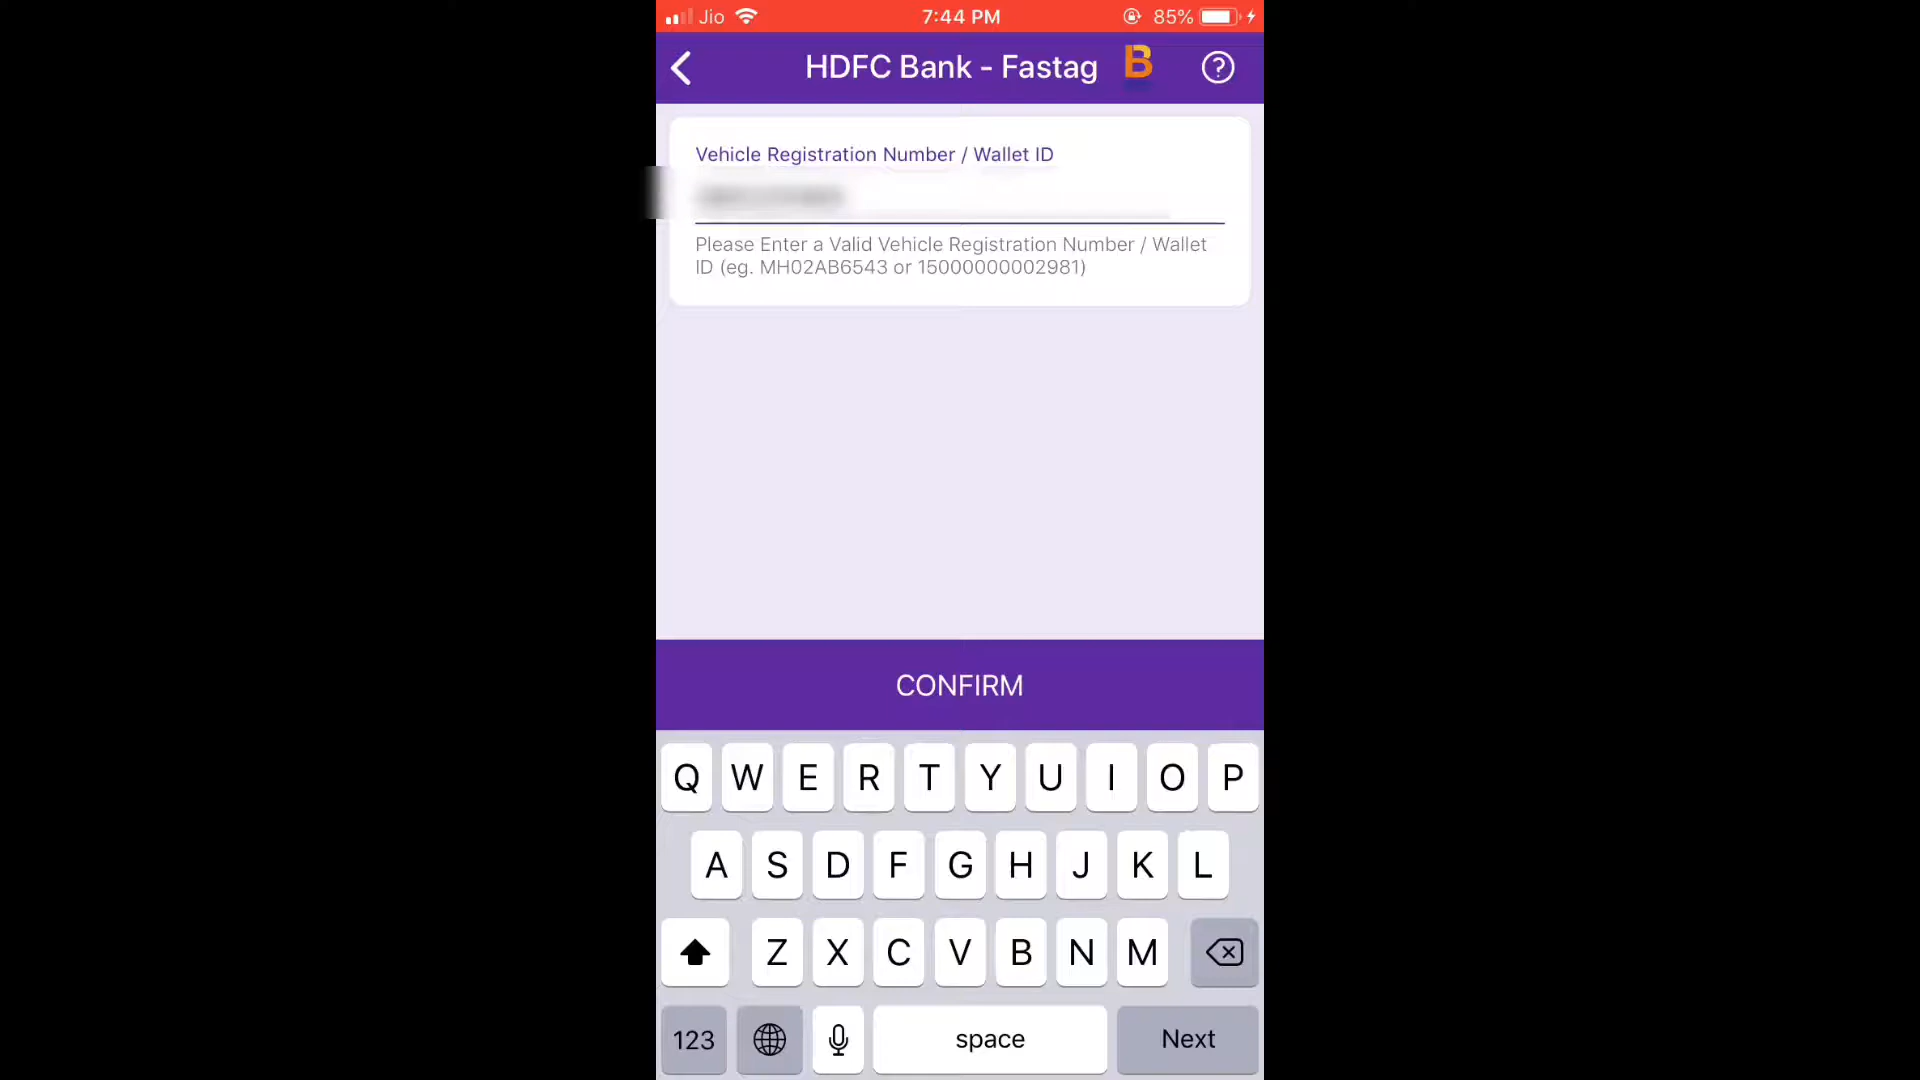 Jio 7:44 PM 85%
HDFC Bank - Fastag B
Vehicle Registration Number / Wallet ID
Please Enter a Valid Vehicle Registration Number / Wallet
ID (eg. MH02AB6543 or 15000000002981)
CONFIRM
Q W E R T Y U I O P
A S D F G H J K L
Z X C V B N M
123 space Next